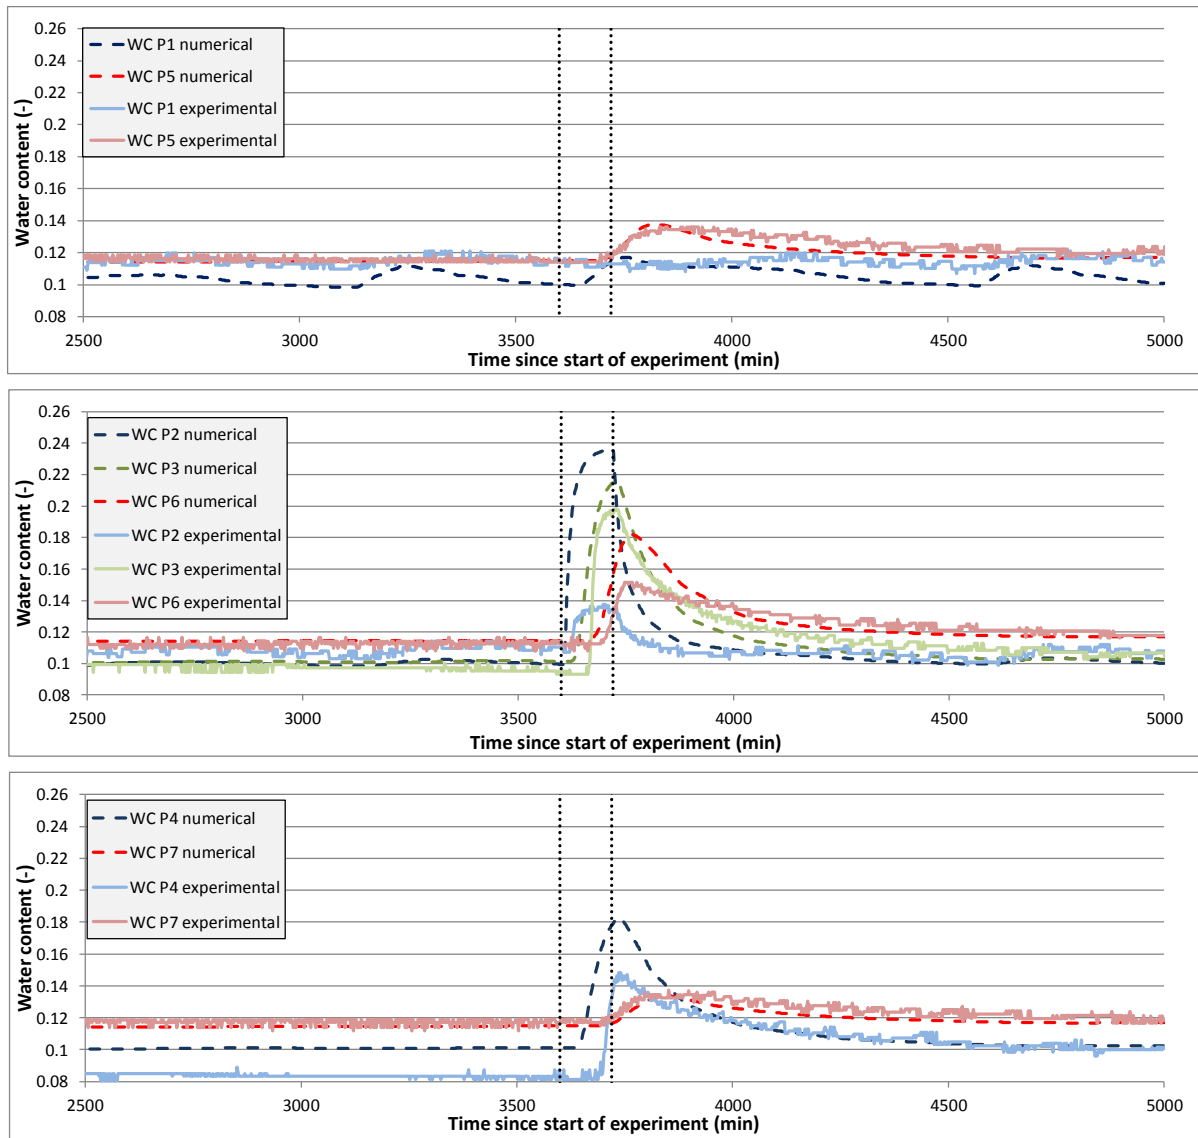 0.26
0.24
0.22
0.2
0.18
0.16
0.14
0.12
0.1
0.08
Water content (-)
WC P1 numerical
WC P5 numerical
WC P1 experimental
WC P5 experimental
2500 3000 3500 4000 4500 5000
Time since start of experiment (min)
0.26
0.24
0.22
0.2
0.18
0.16
0.14
0.12
0.1
0.08
Water content (-)
WC P2 numerical
WC P3 numerical
WC P6 numerical
WC P2 experimental
WC P3 experimental
WC P6 experimental
2500 3000 3500 4000 4500 5000
Time since start of experiment (min)
0.26
0.24
0.22
0.2
0.18
0.16
0.14
0.12
0.1
0.08
Water content (-)
WC P4 numerical
WC P7 numerical
WC P4 experimental
WC P7 experimental
2500 3000 3500 4000 4500 5000
Time since start of experiment (min)